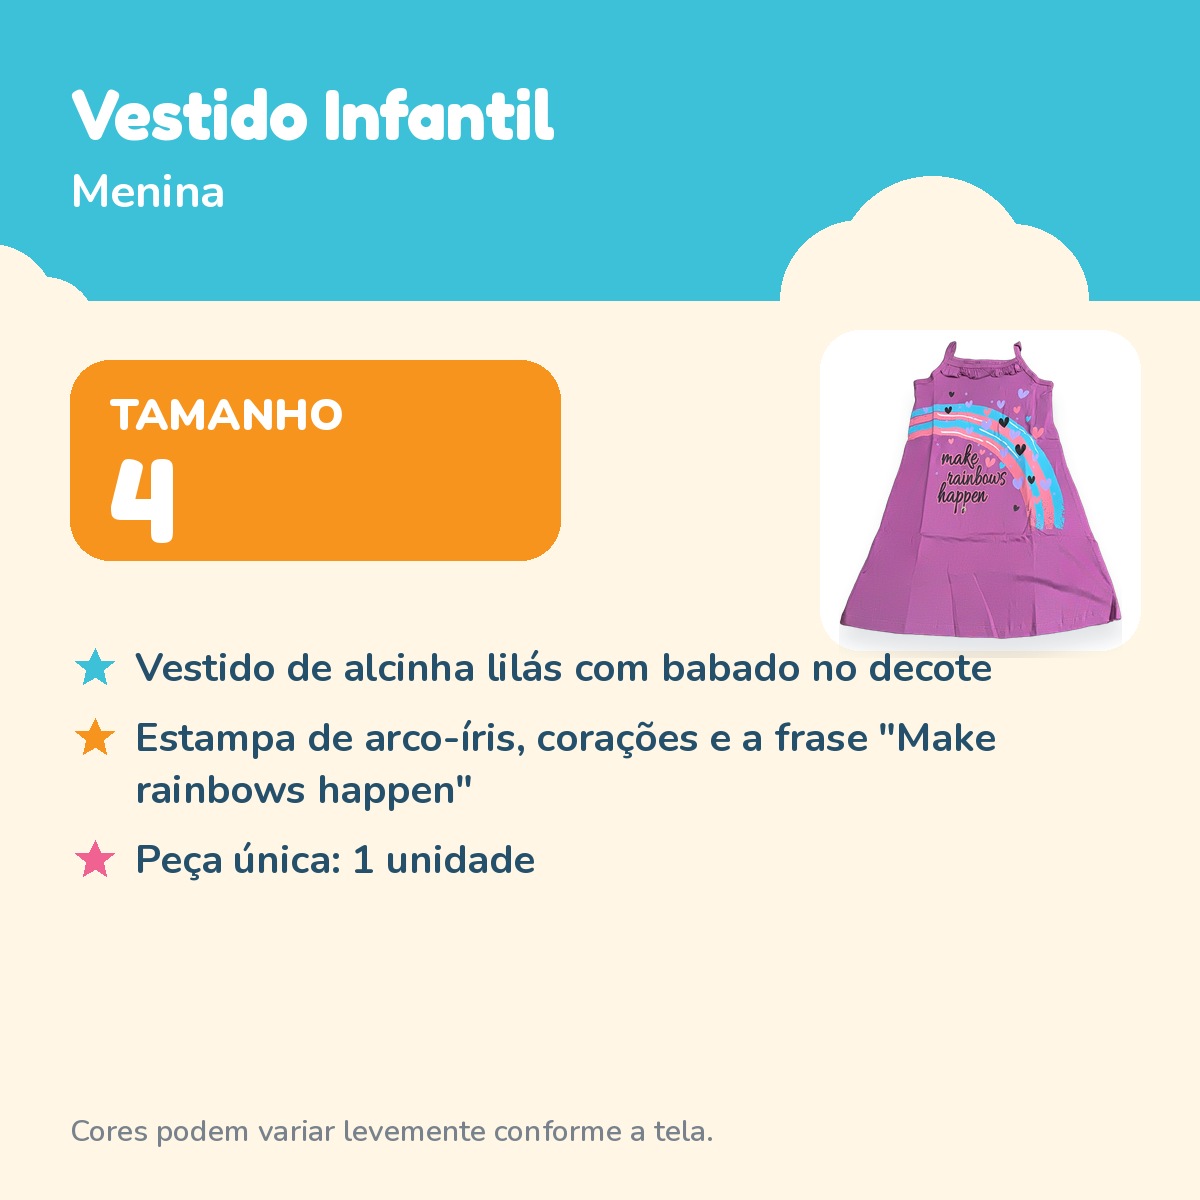 Vestido Infantil
Menina
TAMANHO
4
make
rainbows
happen
Vestido de alcinha lilás com babado no decote
Estampa de arco-íris, corações e a frase "Make
rainbows happen"
Peça única: 1 unidade
Cores podem variar levemente conforme a tela.